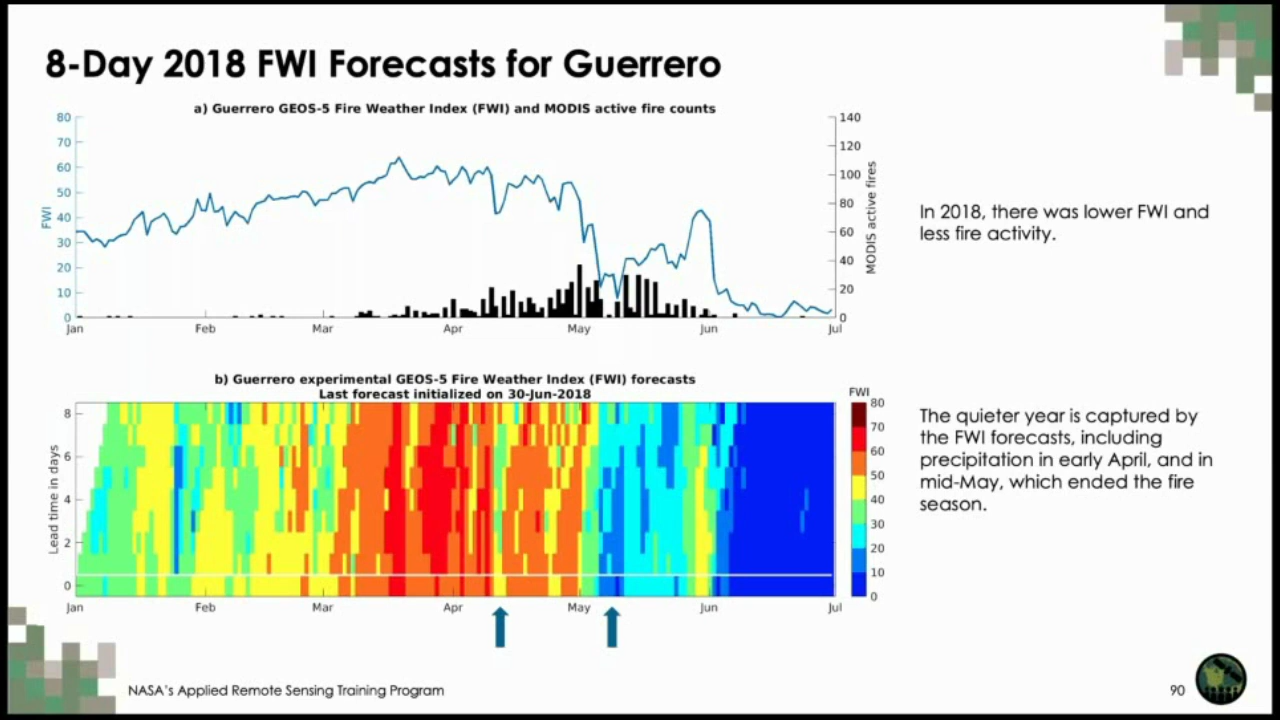 8-Day 2018 FWI Forecasts for Guerrero
a) Guerrero GEOS-5 Fire Weather Index (FWI) and MODIS active fire counts
80
70
60
50
40
30
20
10
0
FWI
140
120
100
80
60
40
20
0
MODIS active fires
Jan Feb Mar Apr May Jun Jul
In 2018, there was lower FWI and
less fire activity.
b) Guerrero experimental GEOS-5 Fire Weather Index (FWI) forecasts
Last forecast initialized on 30-Jun-2018
8
6
4
2
0
Lead time in days
FWI
80
70
60
50
40
30
20
10
0
Jan Feb Mar Apr May Jun Jul
The quieter year is captured by
the FWI forecasts, including
precipitation in early April, and in
mid-May, which ended the fire
season.
NASA's Applied Remote Sensing Training Program
90